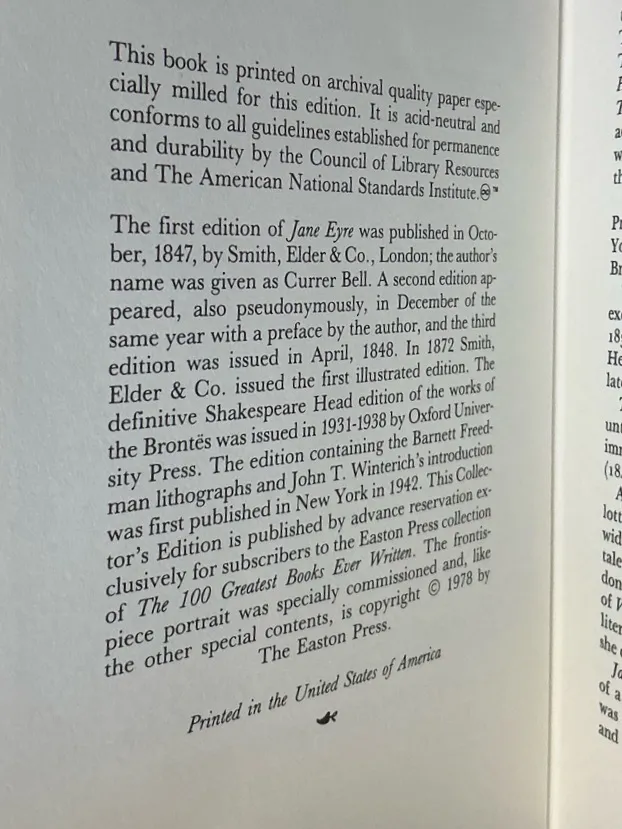 This book is printed on archival quality paper espe-
cially milled for this edition. It is acid-neutral and
conforms to all guidelines established for permanence
and durability by the Council of Library Resources
and The American National Standards Institute.♾™
The first edition of Jane Eyre was published in Octo-
ber, 1847, by Smith, Elder & Co., London; the author's
name was given as Currer Bell. A second edition ap-
peared, also pseudonymously, in December of the
same year with a preface by the author, and the third
edition was issued in April, 1848. In 1872 Smith,
Elder & Co. issued the first illustrated edition. The
definitive Shakespeare Head edition of the works of
the Brontës was issued in 1931-1938 by Oxford Univer-
sity Press. The edition containing the Barnett Freed-
man lithographs and John T. Winterich's introduction
was first published in New York in 1942. This Collec-
tor's Edition is published by advance reservation ex-
clusively for subscribers to the Easton Press collection
of The 100 Greatest Books Ever Written. The frontis-
piece portrait was specially commissioned and, like
the other special contents, is copyright © 1978 by
The Easton Press.
Printed in the United States of America